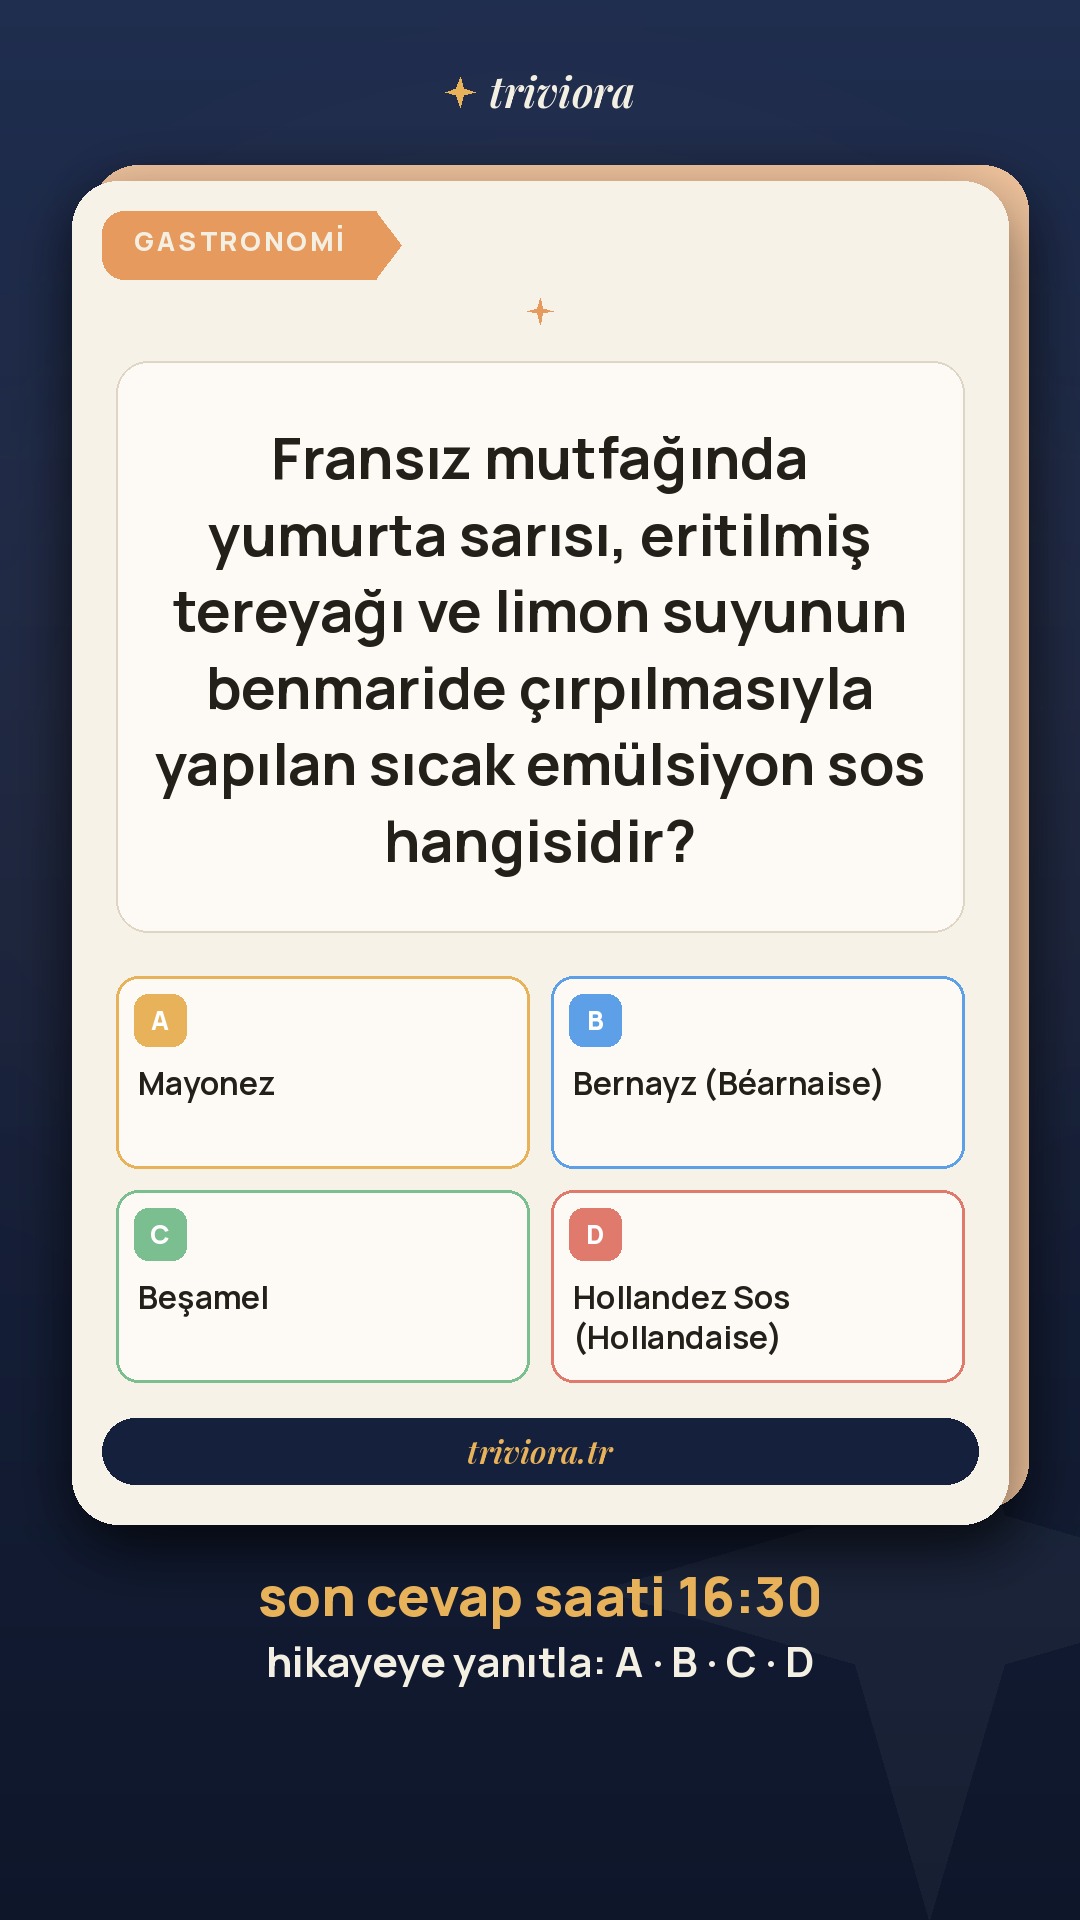 triviora
GASTRONOMİ
Fransız mutfağında
yumurta sarısı, eritilmiş
tereyağı ve limon suyunun
benmaride çırpılmasıyla
yapılan sıcak emülsiyon sos
hangisidir?
A
Mayonez
B
Bernayz (Béarnaise)
C
Beşamel
D
Hollandez Sos
(Hollandaise)
triviora.tr
son cevap saati 16:30
hikayeye yanıtla: A · B · C · D